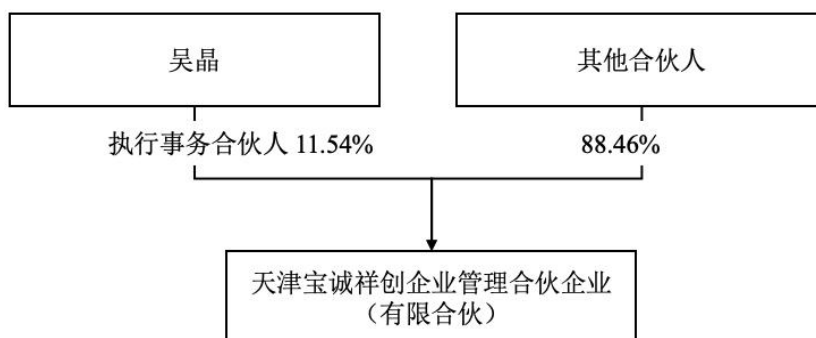 吴晶
其他合伙人
执行事务合伙人 11.54%
88.46%
天津宝诚祥创企业管理合伙企业
（有限合伙）